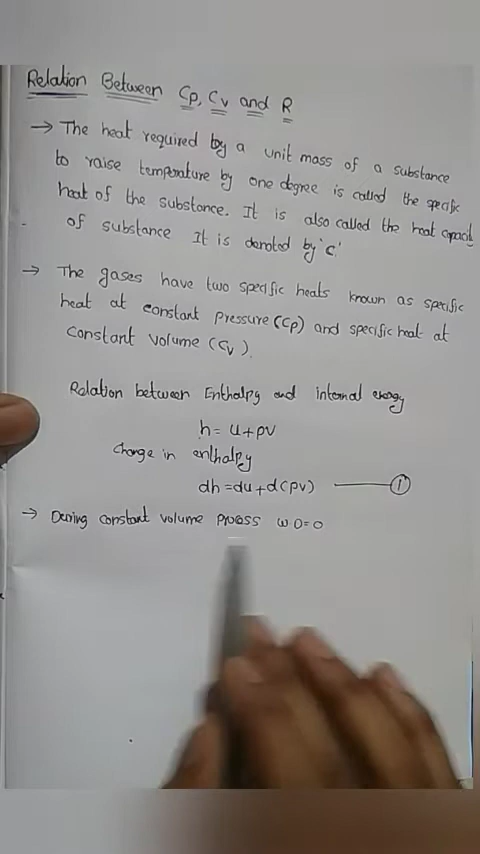 Relation Between Cp, Cv and R
→ The heat required by a unit mass of a substance
to raise temperature by one degree is called the specific
heat of the substance. It is also called the heat capacity
of substance It is denoted by 'C'.
→ The gases have two specific heats known as specific
heat at constant pressure (Cp) and specific heat at
constant volume (Cv).
Relation between Enthalpy and internal energy
h = u + pv
Change in enthalpy
dh = du + d(pv) ——— ①
→ During constant volume process WD = 0